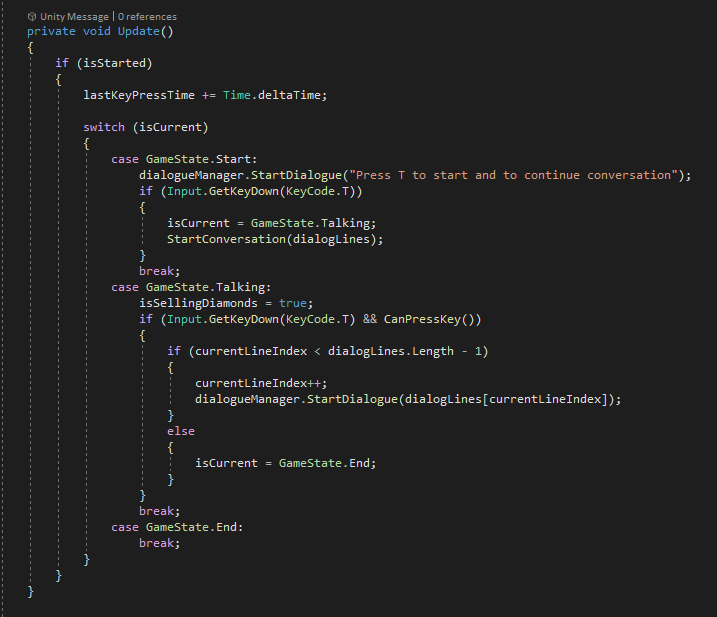 Unity Message | 0 references
private void Update()
{
if (isStarted)
{
lastKeyPressTime += Time.deltaTime;
switch (isCurrent)
{
case GameState.Start:
dialogueManager.StartDialogue("Press T to start and to continue conversation");
if (Input.GetKeyDown(KeyCode.T))
{
isCurrent = GameState.Talking;
StartConversation(dialogLines);
}
break;
case GameState.Talking:
isSellingDiamonds = true;
if (Input.GetKeyDown(KeyCode.T) && CanPressKey())
{
if (currentLineIndex < dialogLines.Length - 1)
{
currentLineIndex++;
dialogueManager.StartDialogue(dialogLines[currentLineIndex]);
}
else
{
isCurrent = GameState.End;
}
}
break;
case GameState.End:
break;
}
}
}